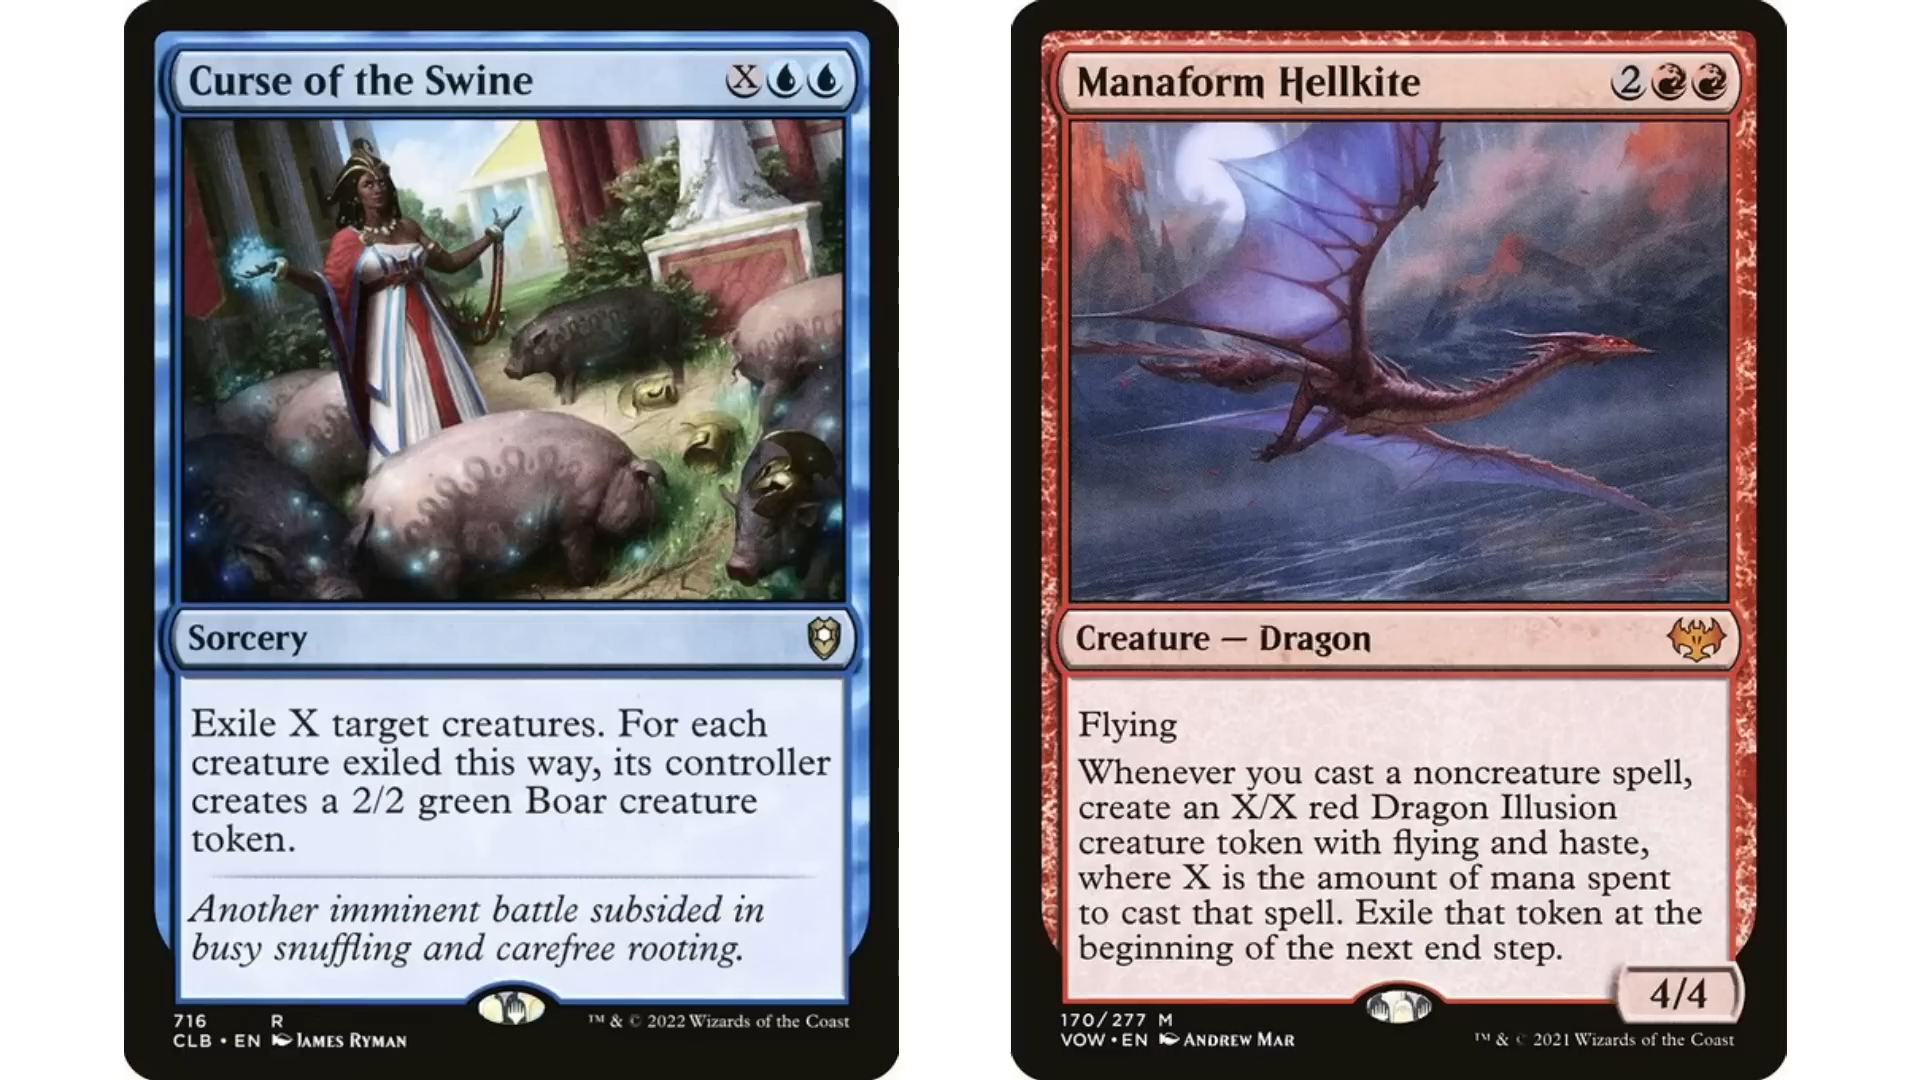 Curse of the Swine X
Sorcery
Exile X target creatures. For each
creature exiled this way, its controller
creates a 2/2 green Boar creature
token.
Another imminent battle subsided in
busy snuffling and carefree rooting.
716 R
CLB • EN James Ryman
™ & © 2022 Wizards of the Coast
Manaform Hellkite 2
Creature — Dragon
Flying
Whenever you cast a noncreature spell,
create an X/X red Dragon Illusion
creature token with flying and haste,
where X is the amount of mana spent
to cast that spell. Exile that token at the
beginning of the next end step.
4/4
170/277 M
VOW • EN Andrew Mar
™ & © 2021 Wizards of the Coast